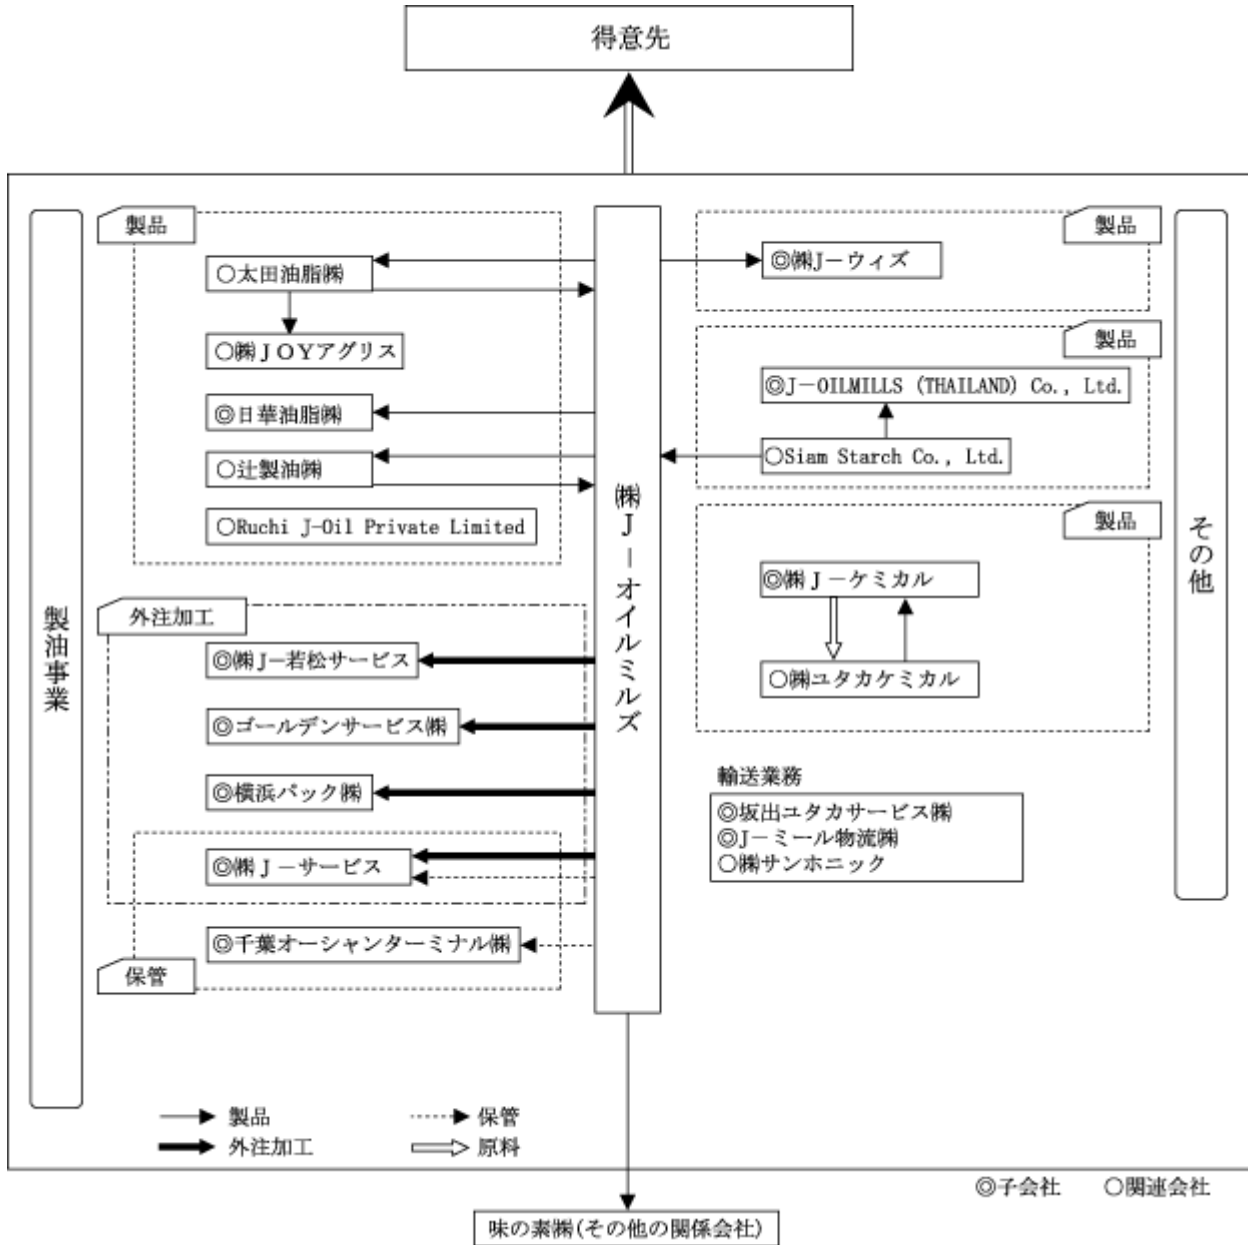 得意先
製油事業
製品
○太田油脂㈱
○㈱ＪＯＹアグリス
◎日華油脂㈱
○辻製油㈱
○Ruchi J-Oil Private Limited
外注加工
◎㈱J－若松サービス
◎ゴールデンサービス㈱
◎横浜パック㈱
◎㈱Ｊ－サービス
◎千葉オーシャンターミナル㈱
保管
㈱Ｊ－オイルミルズ
製品
◎㈱J－ウィズ
製品
◎J－OILMILLS (THAILAND) Co., Ltd.
○Siam Starch Co., Ltd.
製品
◎㈱Ｊ－ケミカル
○㈱ユタカケミカル
輸送業務
◎坂出ユタカサービス㈱
◎J－ミール物流㈱
○㈱サンホニック
その他
製品
保管
外注加工
原料
◎子会社　○関連会社
味の素㈱(その他の関係会社)